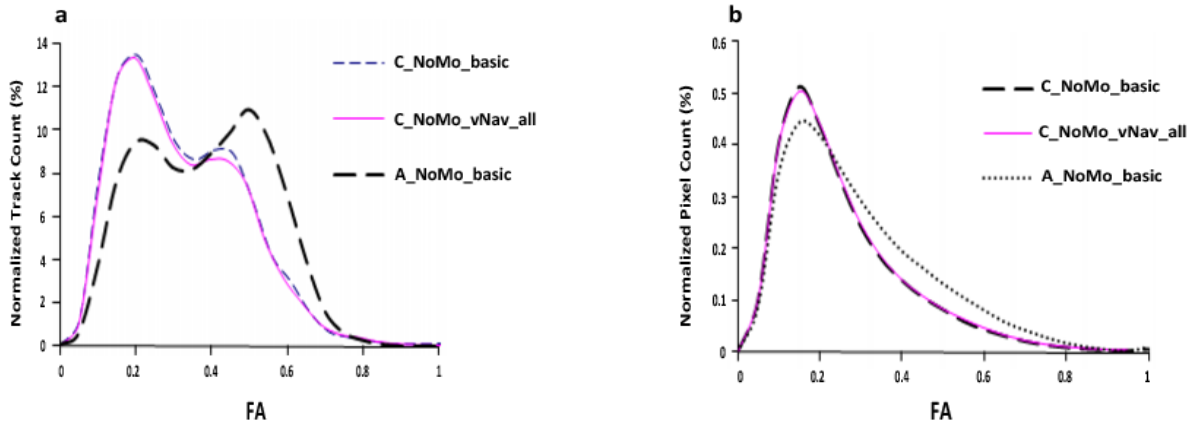 a
Normalized Track Count (%)
14
12
10
8
6
4
2
0
0 0.2 0.4 0.6 0.8 1
FA
C_NoMo_basic
C_NoMo_vNav_all
A_NoMo_basic
b
Normalized Pixel Count (%)
0.6
0.5
0.4
0.3
0.2
0.1
0
0 0.2 0.4 0.6 0.8 1
FA
C_NoMo_basic
C_NoMo_vNav_all
A_NoMo_basic